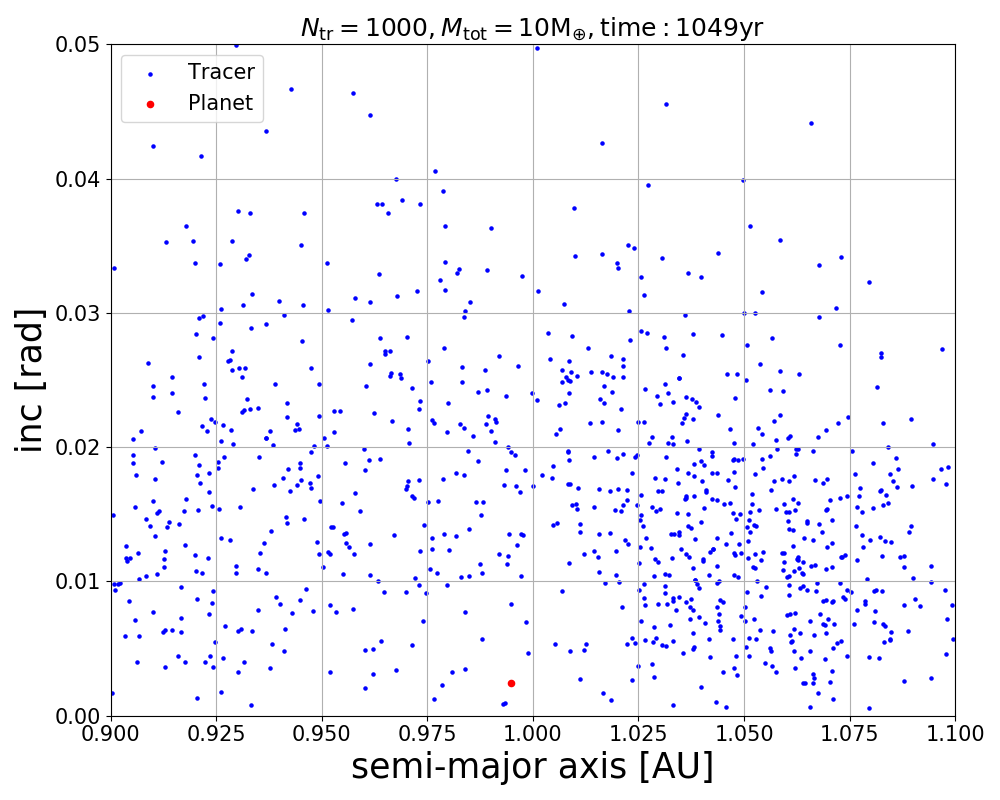 N_tr = 1000, M_tot = 10M_⊕, time : 1049yr
Tracer
Planet
inc [rad]
0.05
0.04
0.03
0.02
0.01
0.00
0.900 0.925 0.950 0.975 1.000 1.025 1.050 1.075 1.100
semi-major axis [AU]